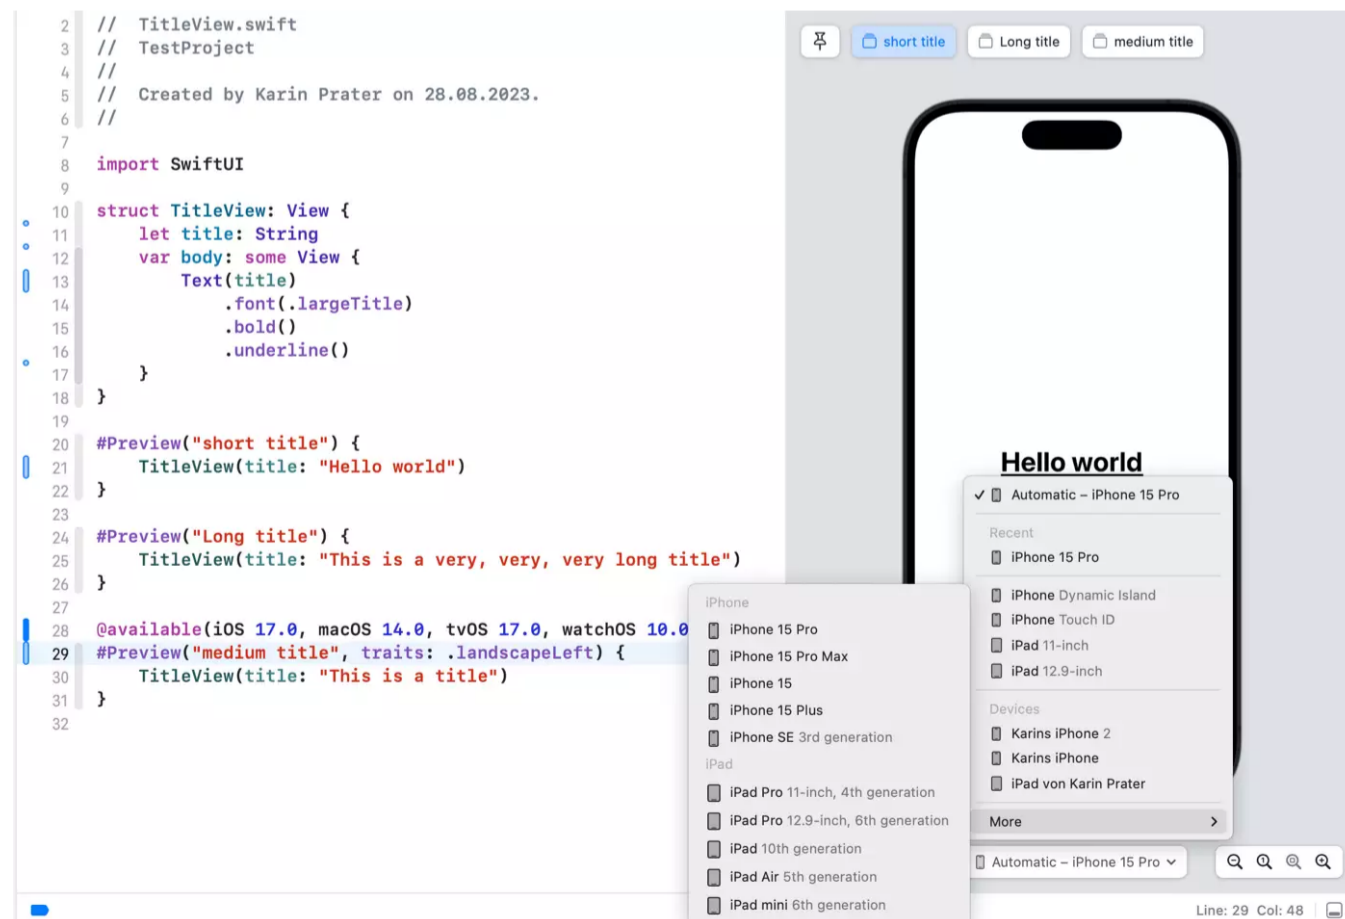 2 //  TitleView.swift
3 //  TestProject
4 //
5 //  Created by Karin Prater on 28.08.2023.
6 //
7
8 import SwiftUI
9
10 struct TitleView: View {
11     let title: String
12     var body: some View {
13         Text(title)
14             .font(.largeTitle)
15             .bold()
16             .underline()
17     }
18 }
19
20 #Preview("short title") {
21     TitleView(title: "Hello world")
22 }
23
24 #Preview("Long title") {
25     TitleView(title: "This is a very, very, very long title")
26 }
27
28 @available(iOS 17.0, macOS 14.0, tvOS 17.0, watchOS 10.0
29 #Preview("medium title", traits: .landscapeLeft) {
30     TitleView(title: "This is a title")
31 }
32
short title
Long title
medium title
Hello world
✓ Automatic – iPhone 15 Pro
Recent
iPhone 15 Pro
iPhone Dynamic Island
iPhone Touch ID
iPad 11-inch
iPad 12.9-inch
Devices
Karins iPhone 2
Karins iPhone
iPad von Karin Prater
More
iPhone
iPhone 15 Pro
iPhone 15 Pro Max
iPhone 15
iPhone 15 Plus
iPhone SE 3rd generation
iPad
iPad Pro 11-inch, 4th generation
iPad Pro 12.9-inch, 6th generation
iPad 10th generation
iPad Air 5th generation
iPad mini 6th generation
Automatic – iPhone 15 Pro
Line: 29 Col: 48